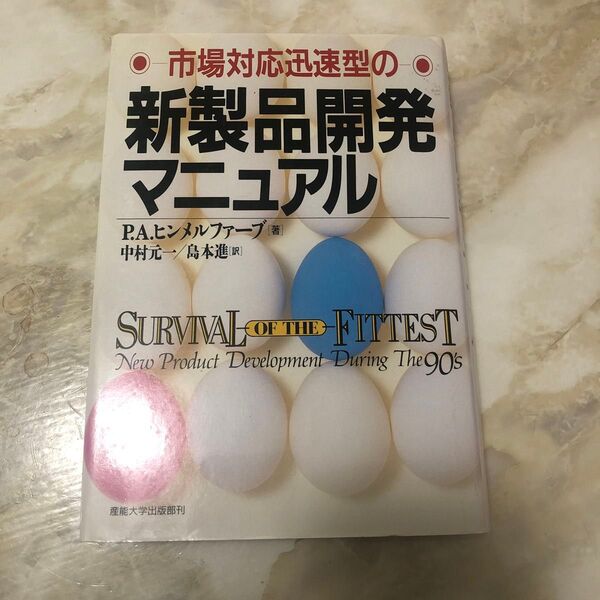 市場対応迅速型の
新製品開発
マニュアル
P.A.ヒンメルファーブ[著]
中村元一/島本進[訳]
SURVIVAL OF THE FITTEST
New Product Development During The 90's
産能大学出版部刊